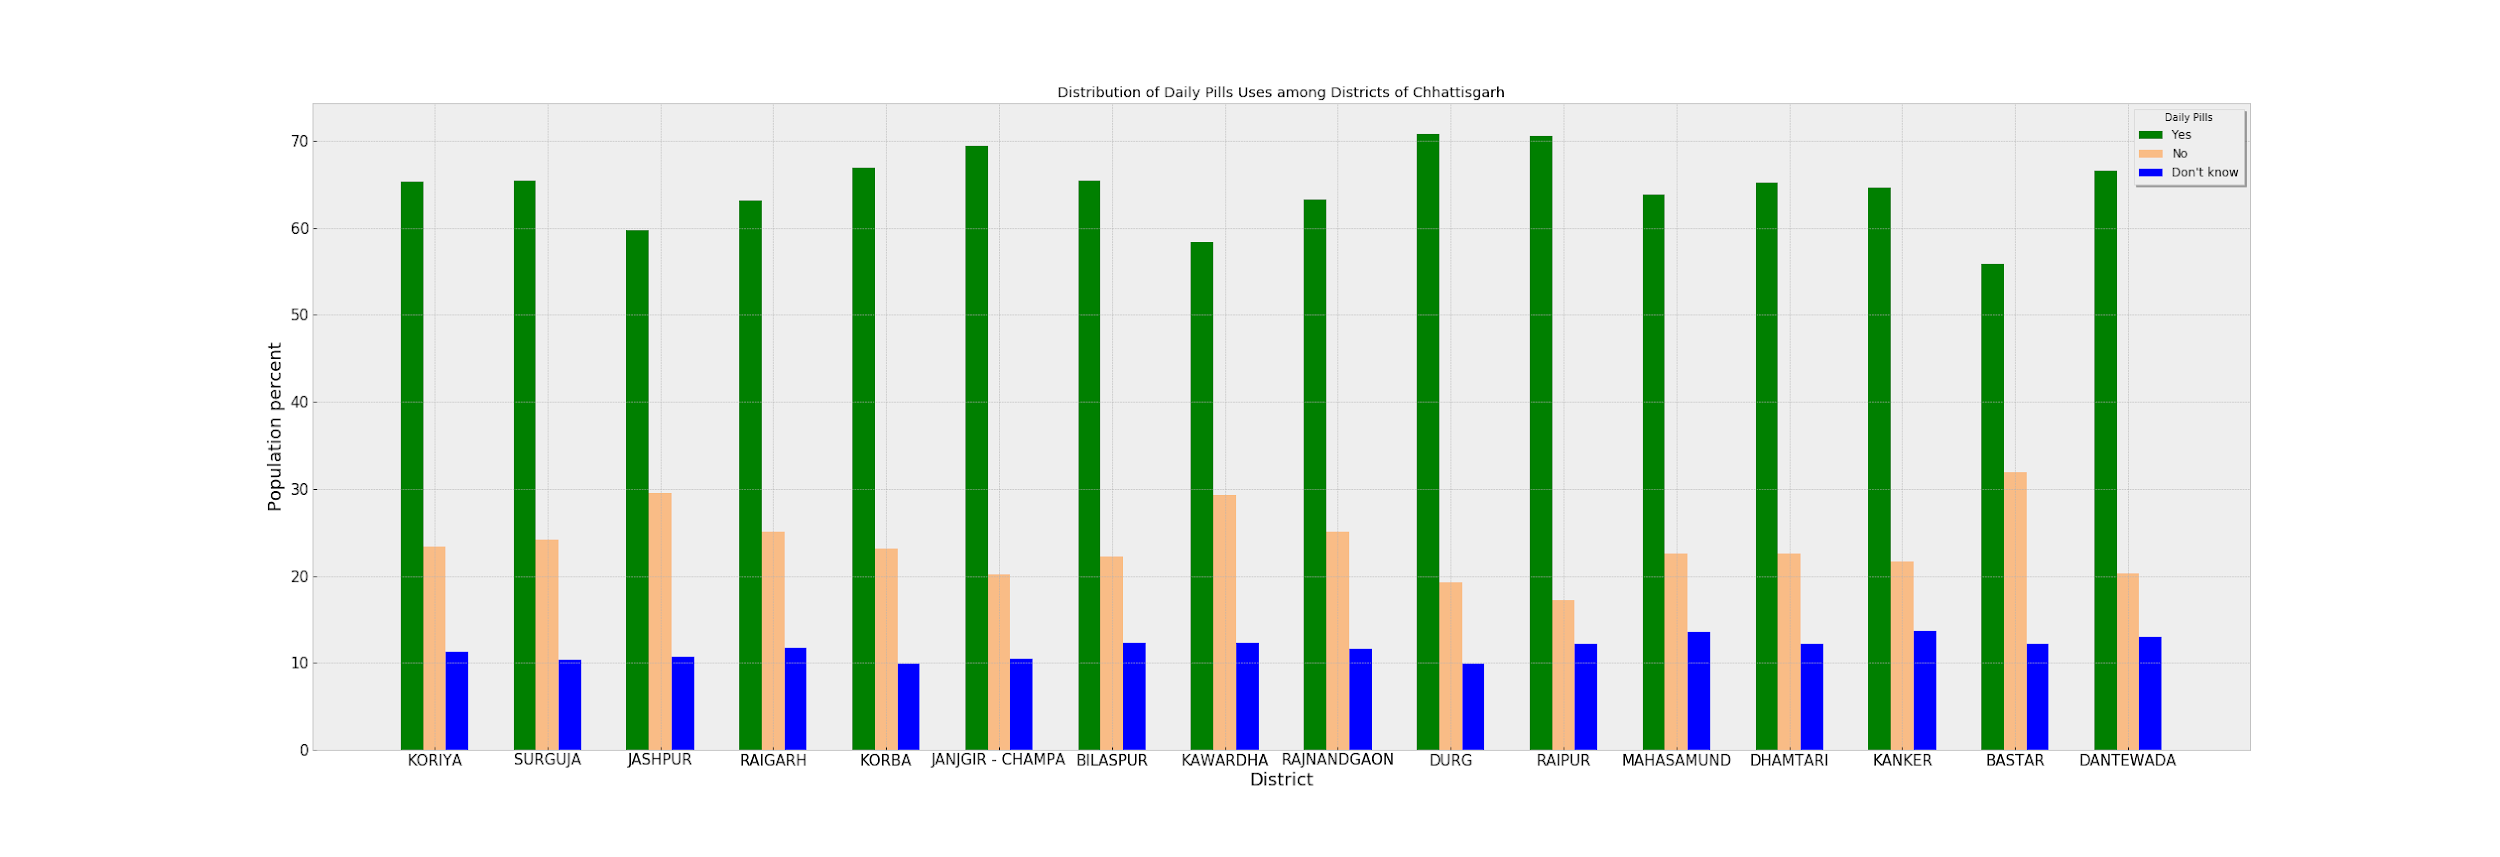 Distribution of Daily Pills Uses among Districts of Chhattisgarh
Daily Pills
Yes
No
Don't know
Population percent
70
60
50
40
30
20
10
0
KORIYA SURGUJA JASHPUR RAIGARH KORBA JANJGIR - CHAMPA BILASPUR KAWARDHA RAJNANDGAON DURG RAIPUR MAHASAMUND DHAMTARI KANKER BASTAR DANTEWADA
District